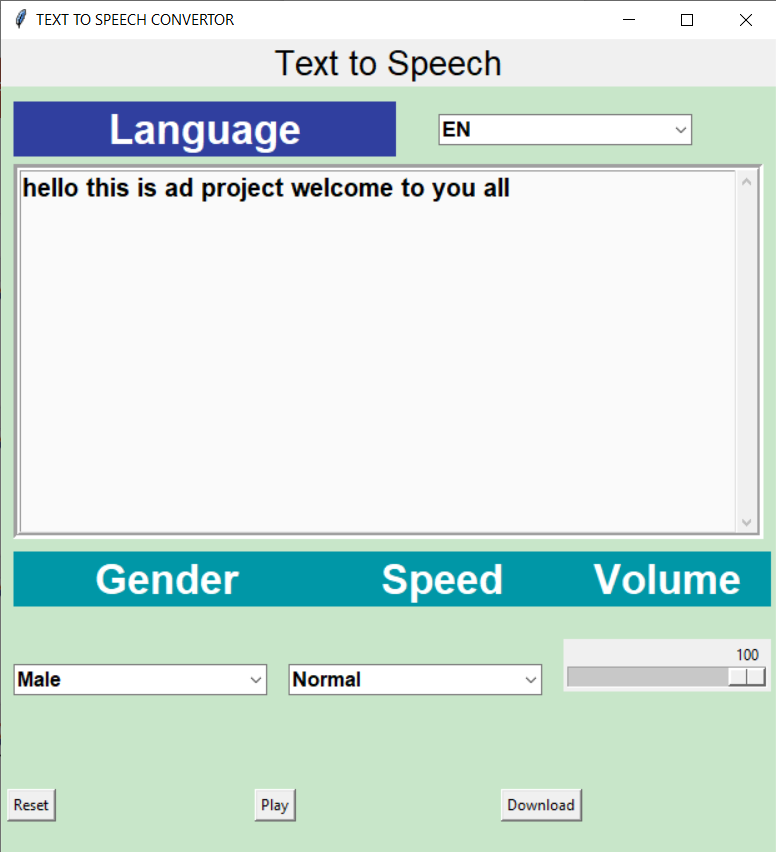 TEXT TO SPEECH CONVERTOR
Text to Speech
Language EN
hello this is ad project welcome to you all
Gender Speed Volume
100
Male Normal
Reset Play Download